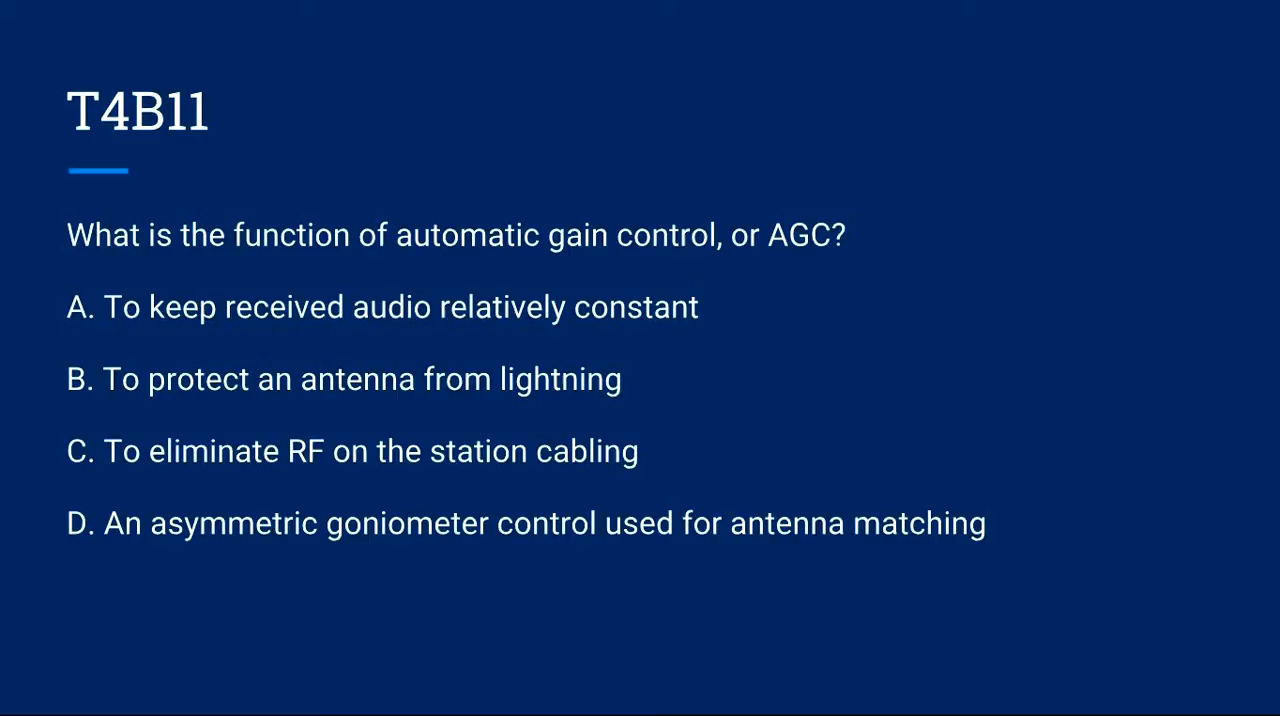 T4B11
What is the function of automatic gain control, or AGC?
A. To keep received audio relatively constant
B. To protect an antenna from lightning
C. To eliminate RF on the station cabling
D. An asymmetric goniometer control used for antenna matching